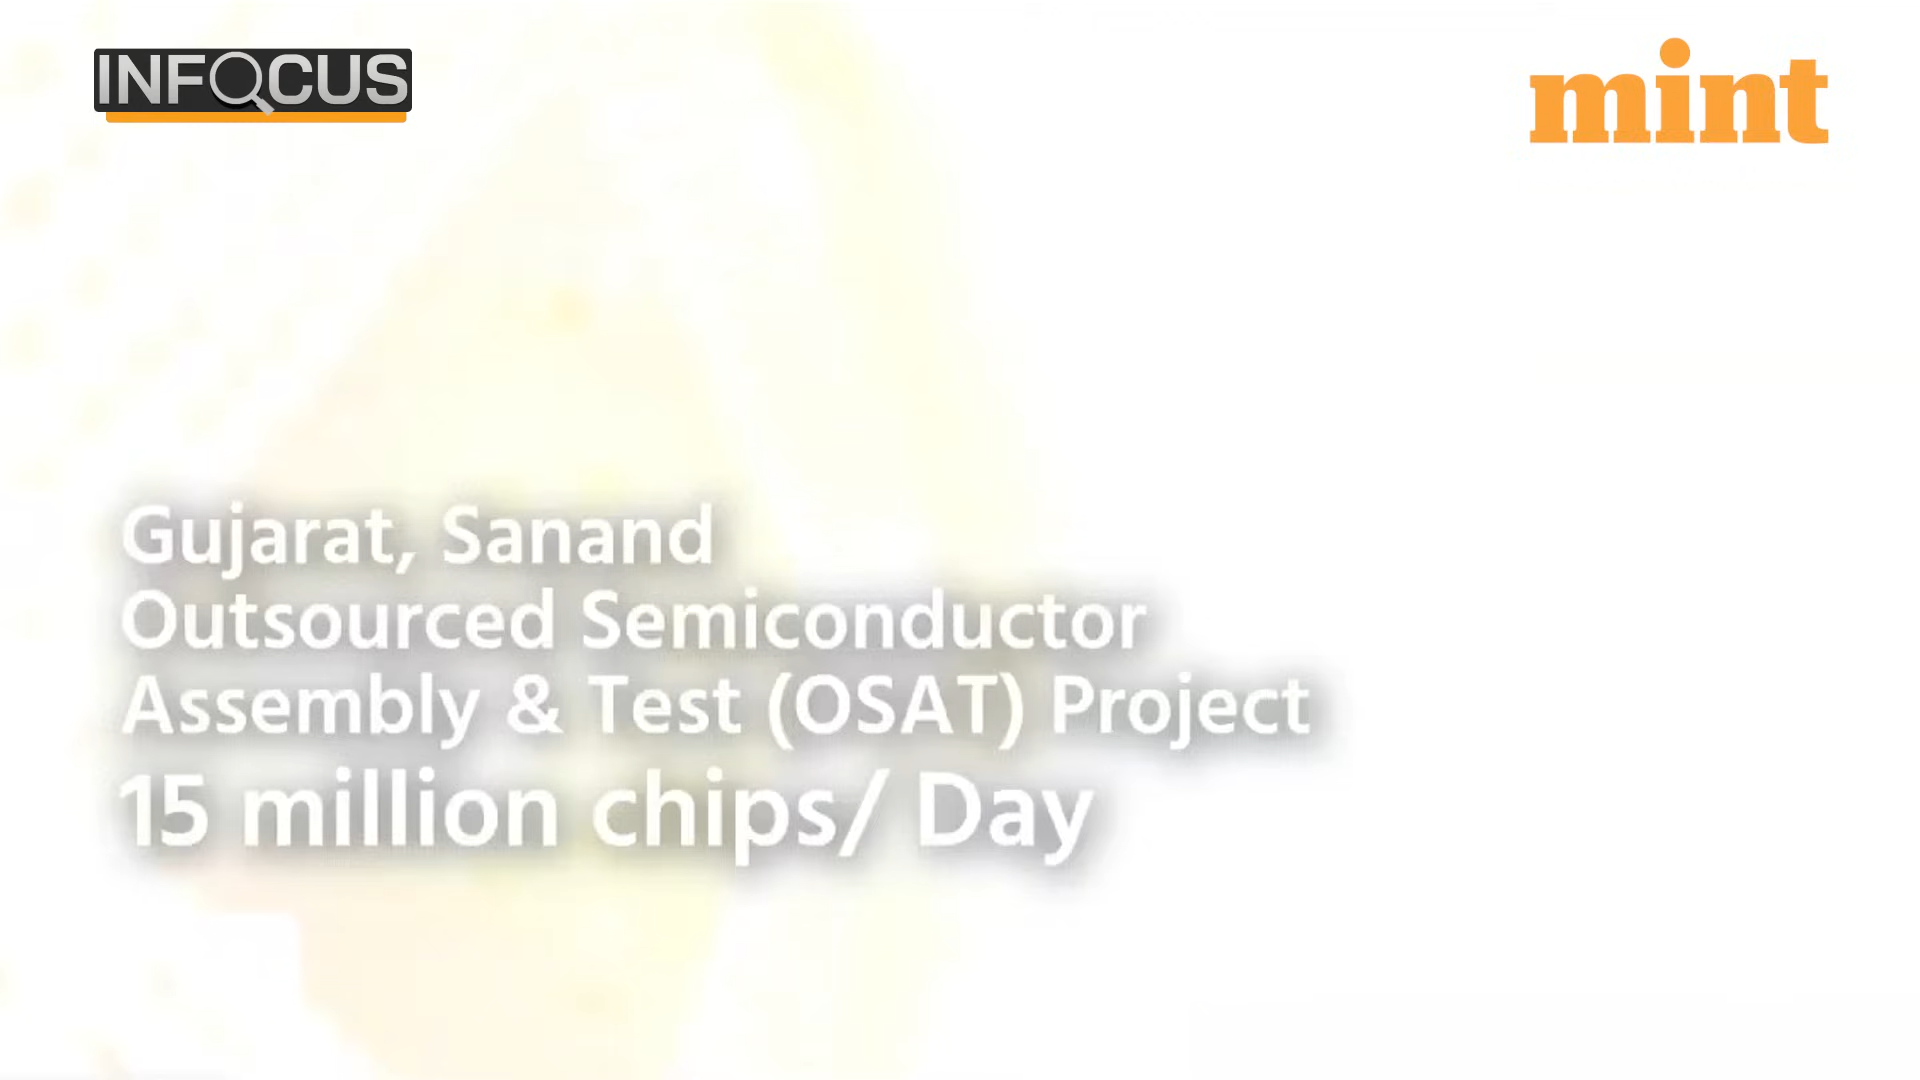 INFOCUS
mint
Gujarat, Sanand
Outsourced Semiconductor
Assembly & Test (OSAT) Project
15 million chips/ Day